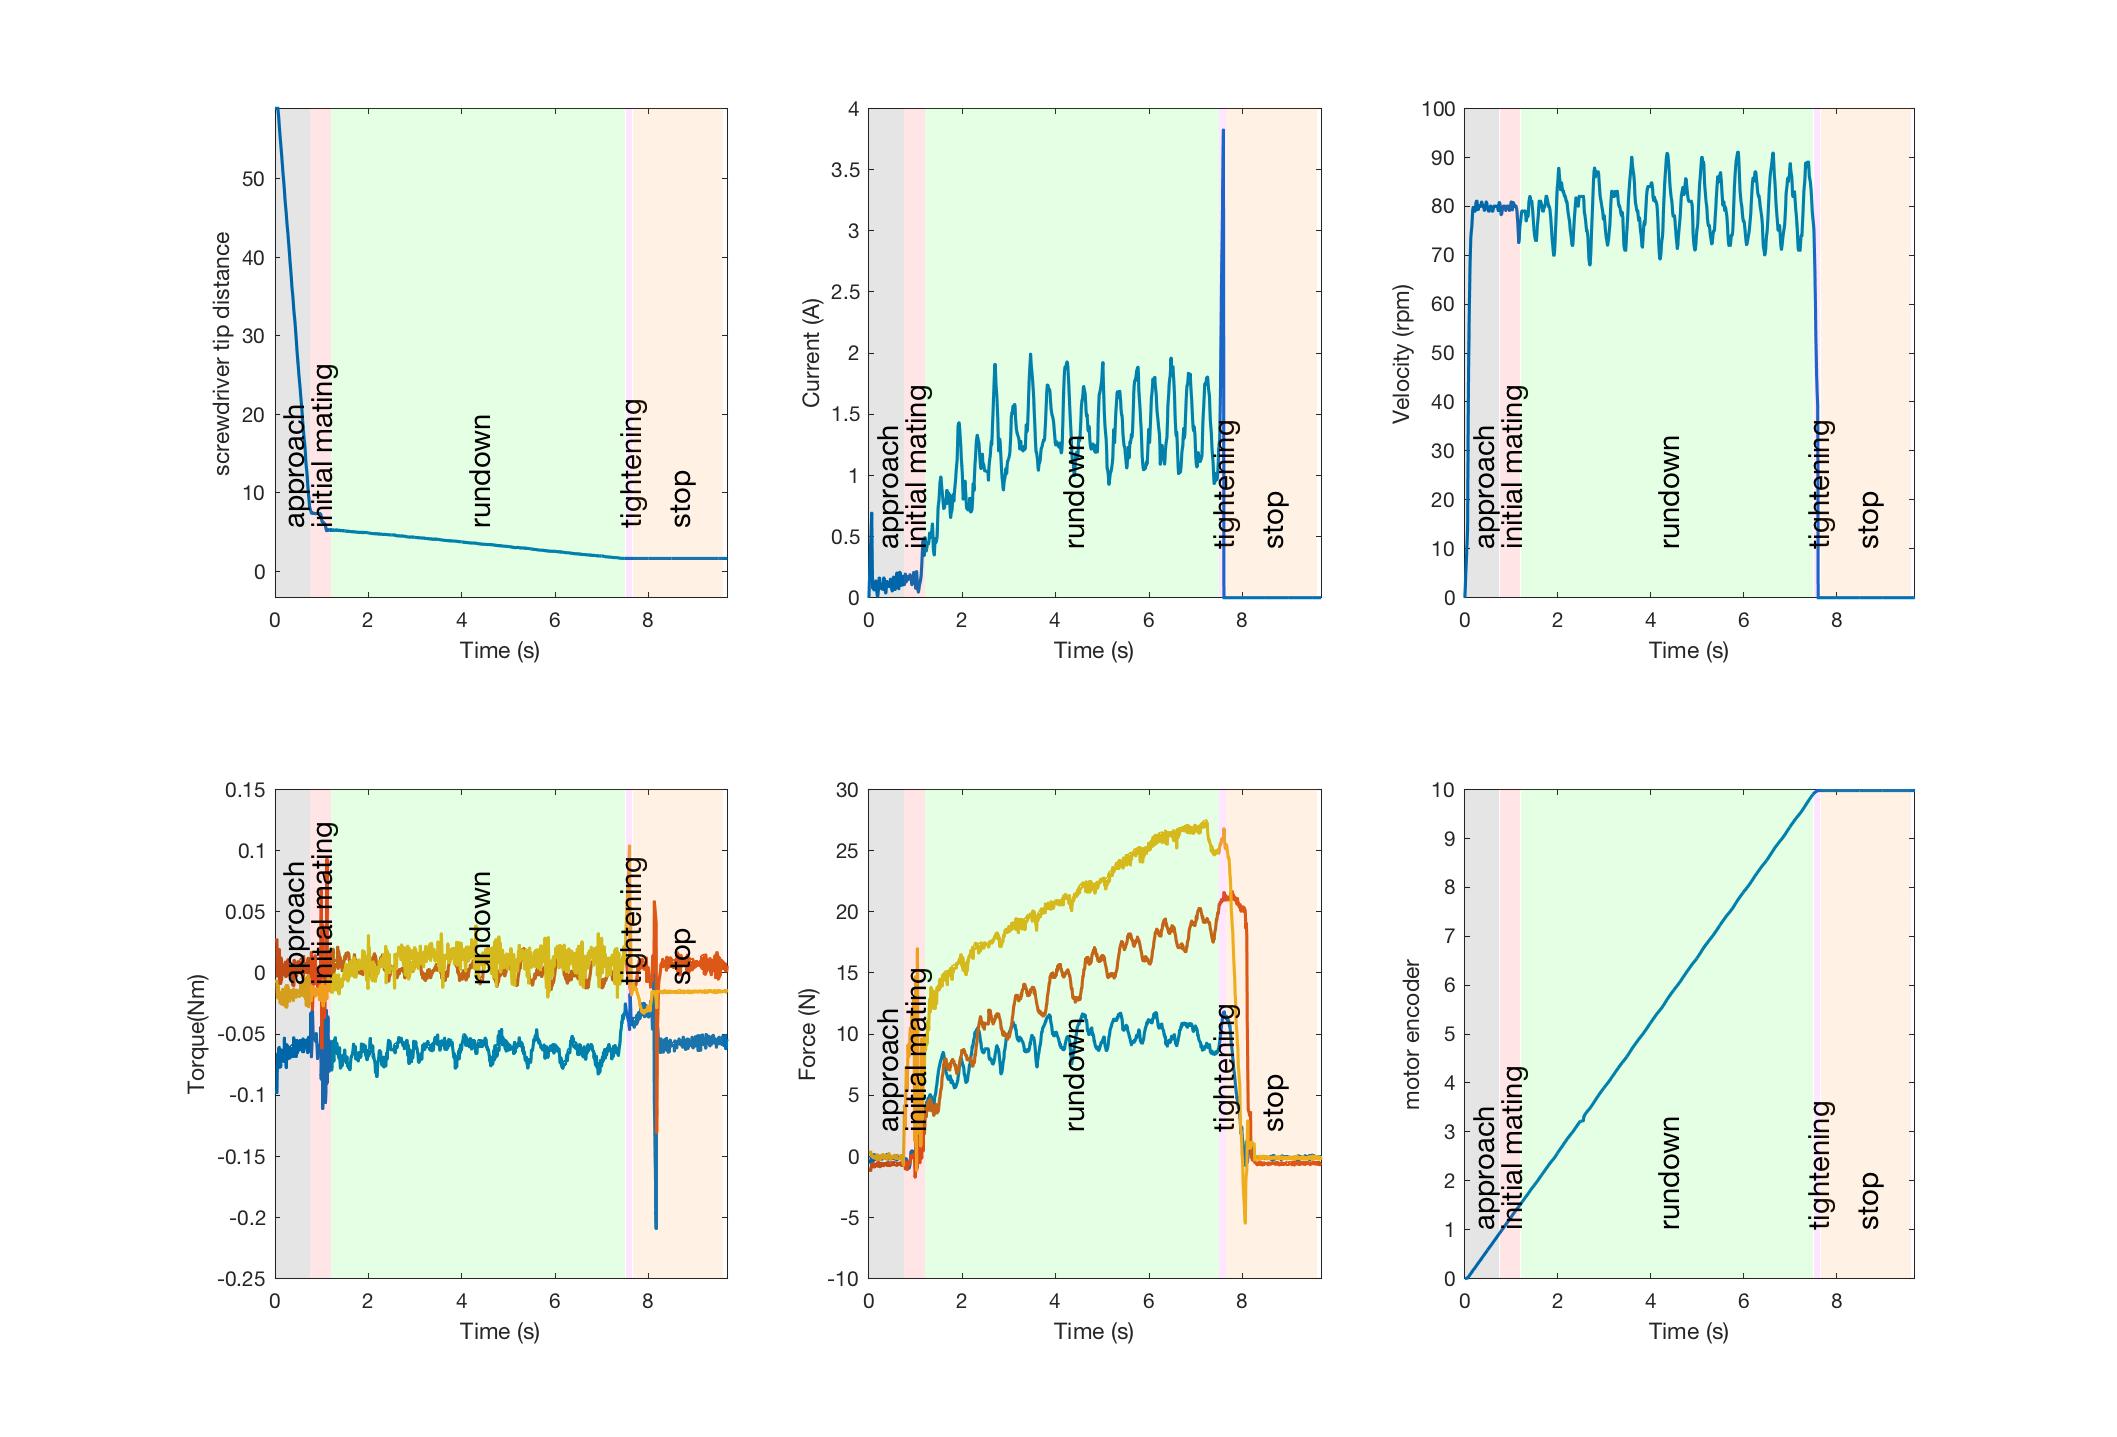 50
40
30
20
10
0
screwdriver tip distance
approach
initial mating
rundown
tightening
stop
0 2 4 6 8
Time (s)
4
3.5
3
2.5
2
1.5
1
0.5
0
Current (A)
approach
initial mating
rundown
tightening
stop
0 2 4 6 8
Time (s)
100
90
80
70
60
50
40
30
20
10
0
Velocity (rpm)
approach
initial mating
rundown
tightening
stop
0 2 4 6 8
Time (s)
0.15
0.1
0.05
0
-0.05
-0.1
-0.15
-0.2
-0.25
Torque(Nm)
approach
initial mating
rundown
tightening
stop
0 2 4 6 8
Time (s)
30
25
20
15
10
5
0
-5
-10
Force (N)
approach
initial mating
rundown
tightening
stop
0 2 4 6 8
Time (s)
10
9
8
7
6
5
4
3
2
1
0
motor encoder
approach
initial mating
rundown
tightening
stop
0 2 4 6 8
Time (s)